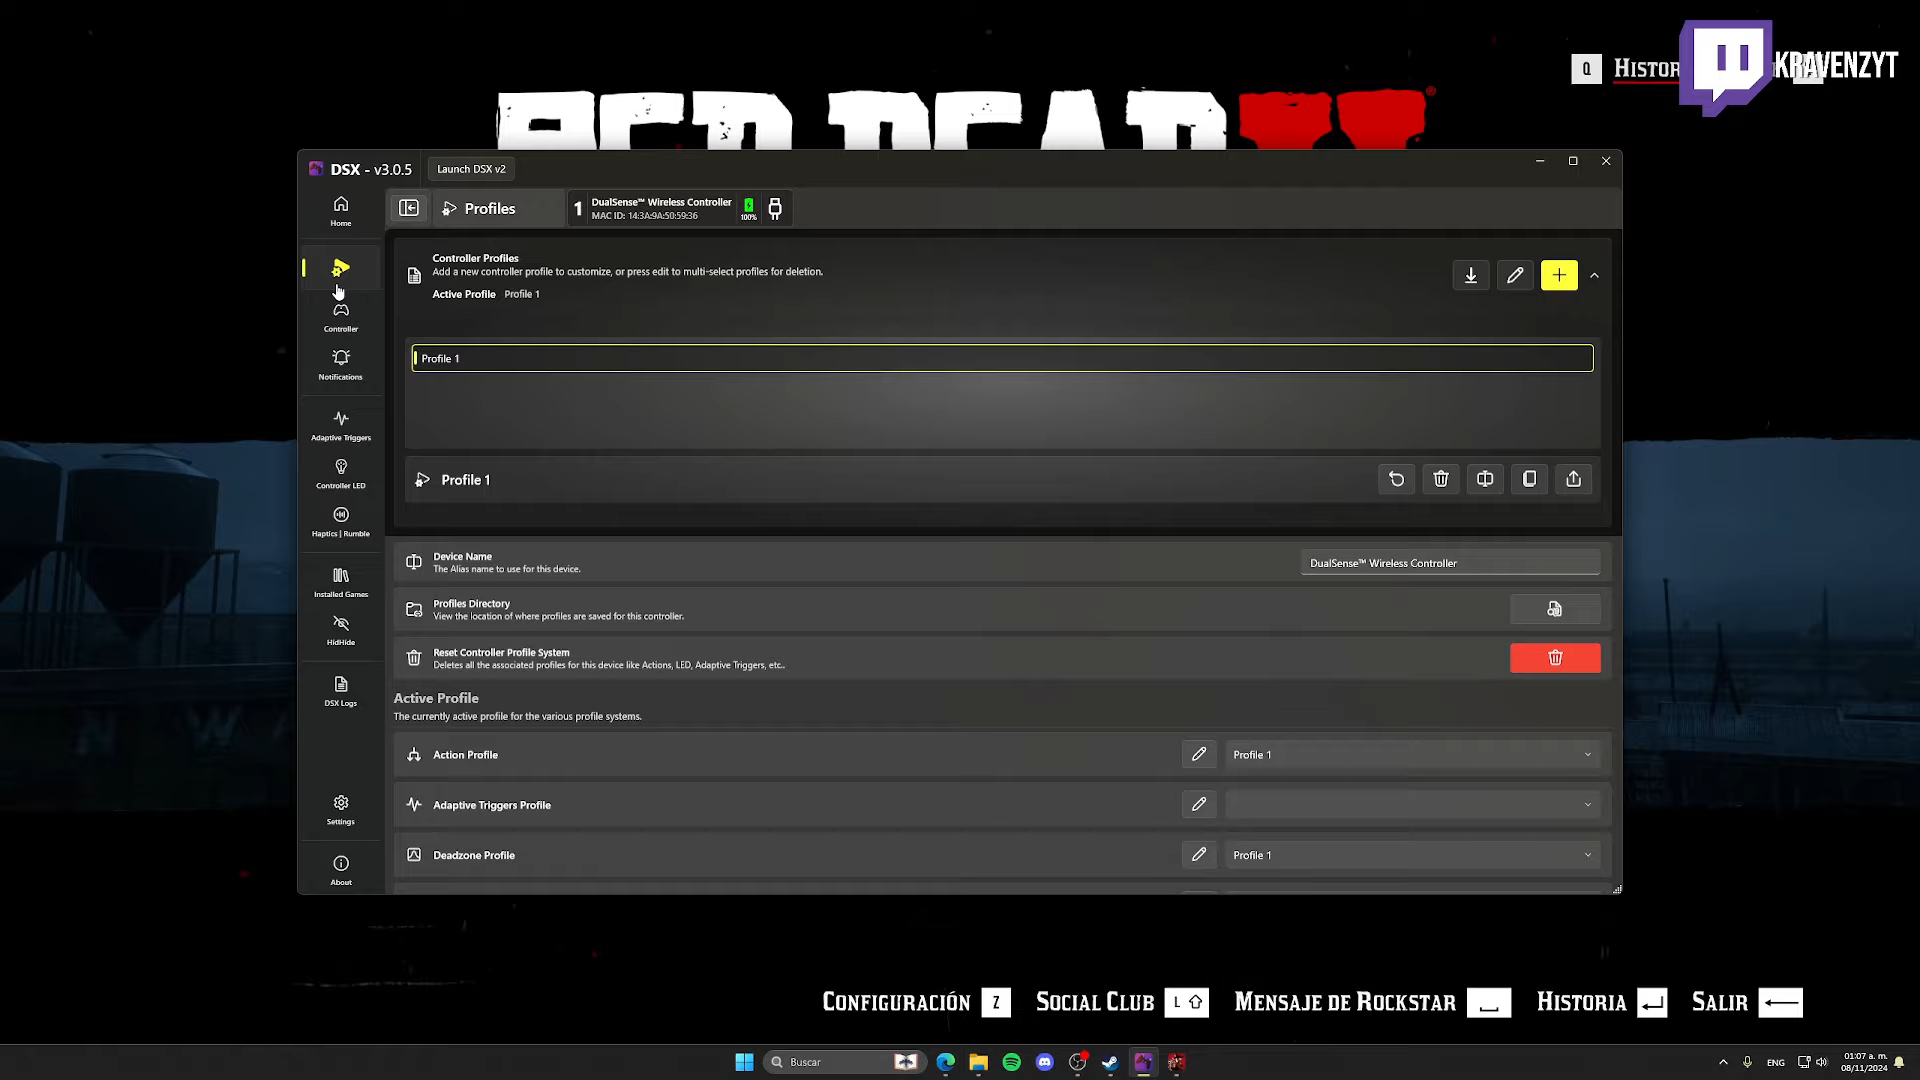 Q Histor
KRAVENZYT
RED DEAD
DSX - v3.0.5
Launch DSX v2
Home
Profiles
1
DualSense™ Wireless Controller
MAC ID: 14:3A:9A:50:59:36
100%
Controller Profiles
Add a new controller profile to customize, or press edit to multi-select profiles for deletion.
Active Profile Profile 1
Controller
Profile 1
Notifications
Adaptive Triggers
Controller LED
Profile 1
Haptics | Rumble
Device Name
The Alias name to use for this device.
DualSense™ Wireless Controller
Installed Games
Profiles Directory
View the location of where profiles are saved for this controller.
HidHide
Reset Controller Profile System
Deletes all the associated profiles for this device like Actions, LED, Adaptive Triggers, etc..
DSX Logs
Active Profile
The currently active profile for the various profile systems.
Action Profile
Profile 1
Adaptive Triggers Profile
Settings
Deadzone Profile
Profile 1
About
Configuración Z Social Club L Mensaje de Rockstar Historia Salir
Buscar
ENG
01:07 a. m.
08/11/2024